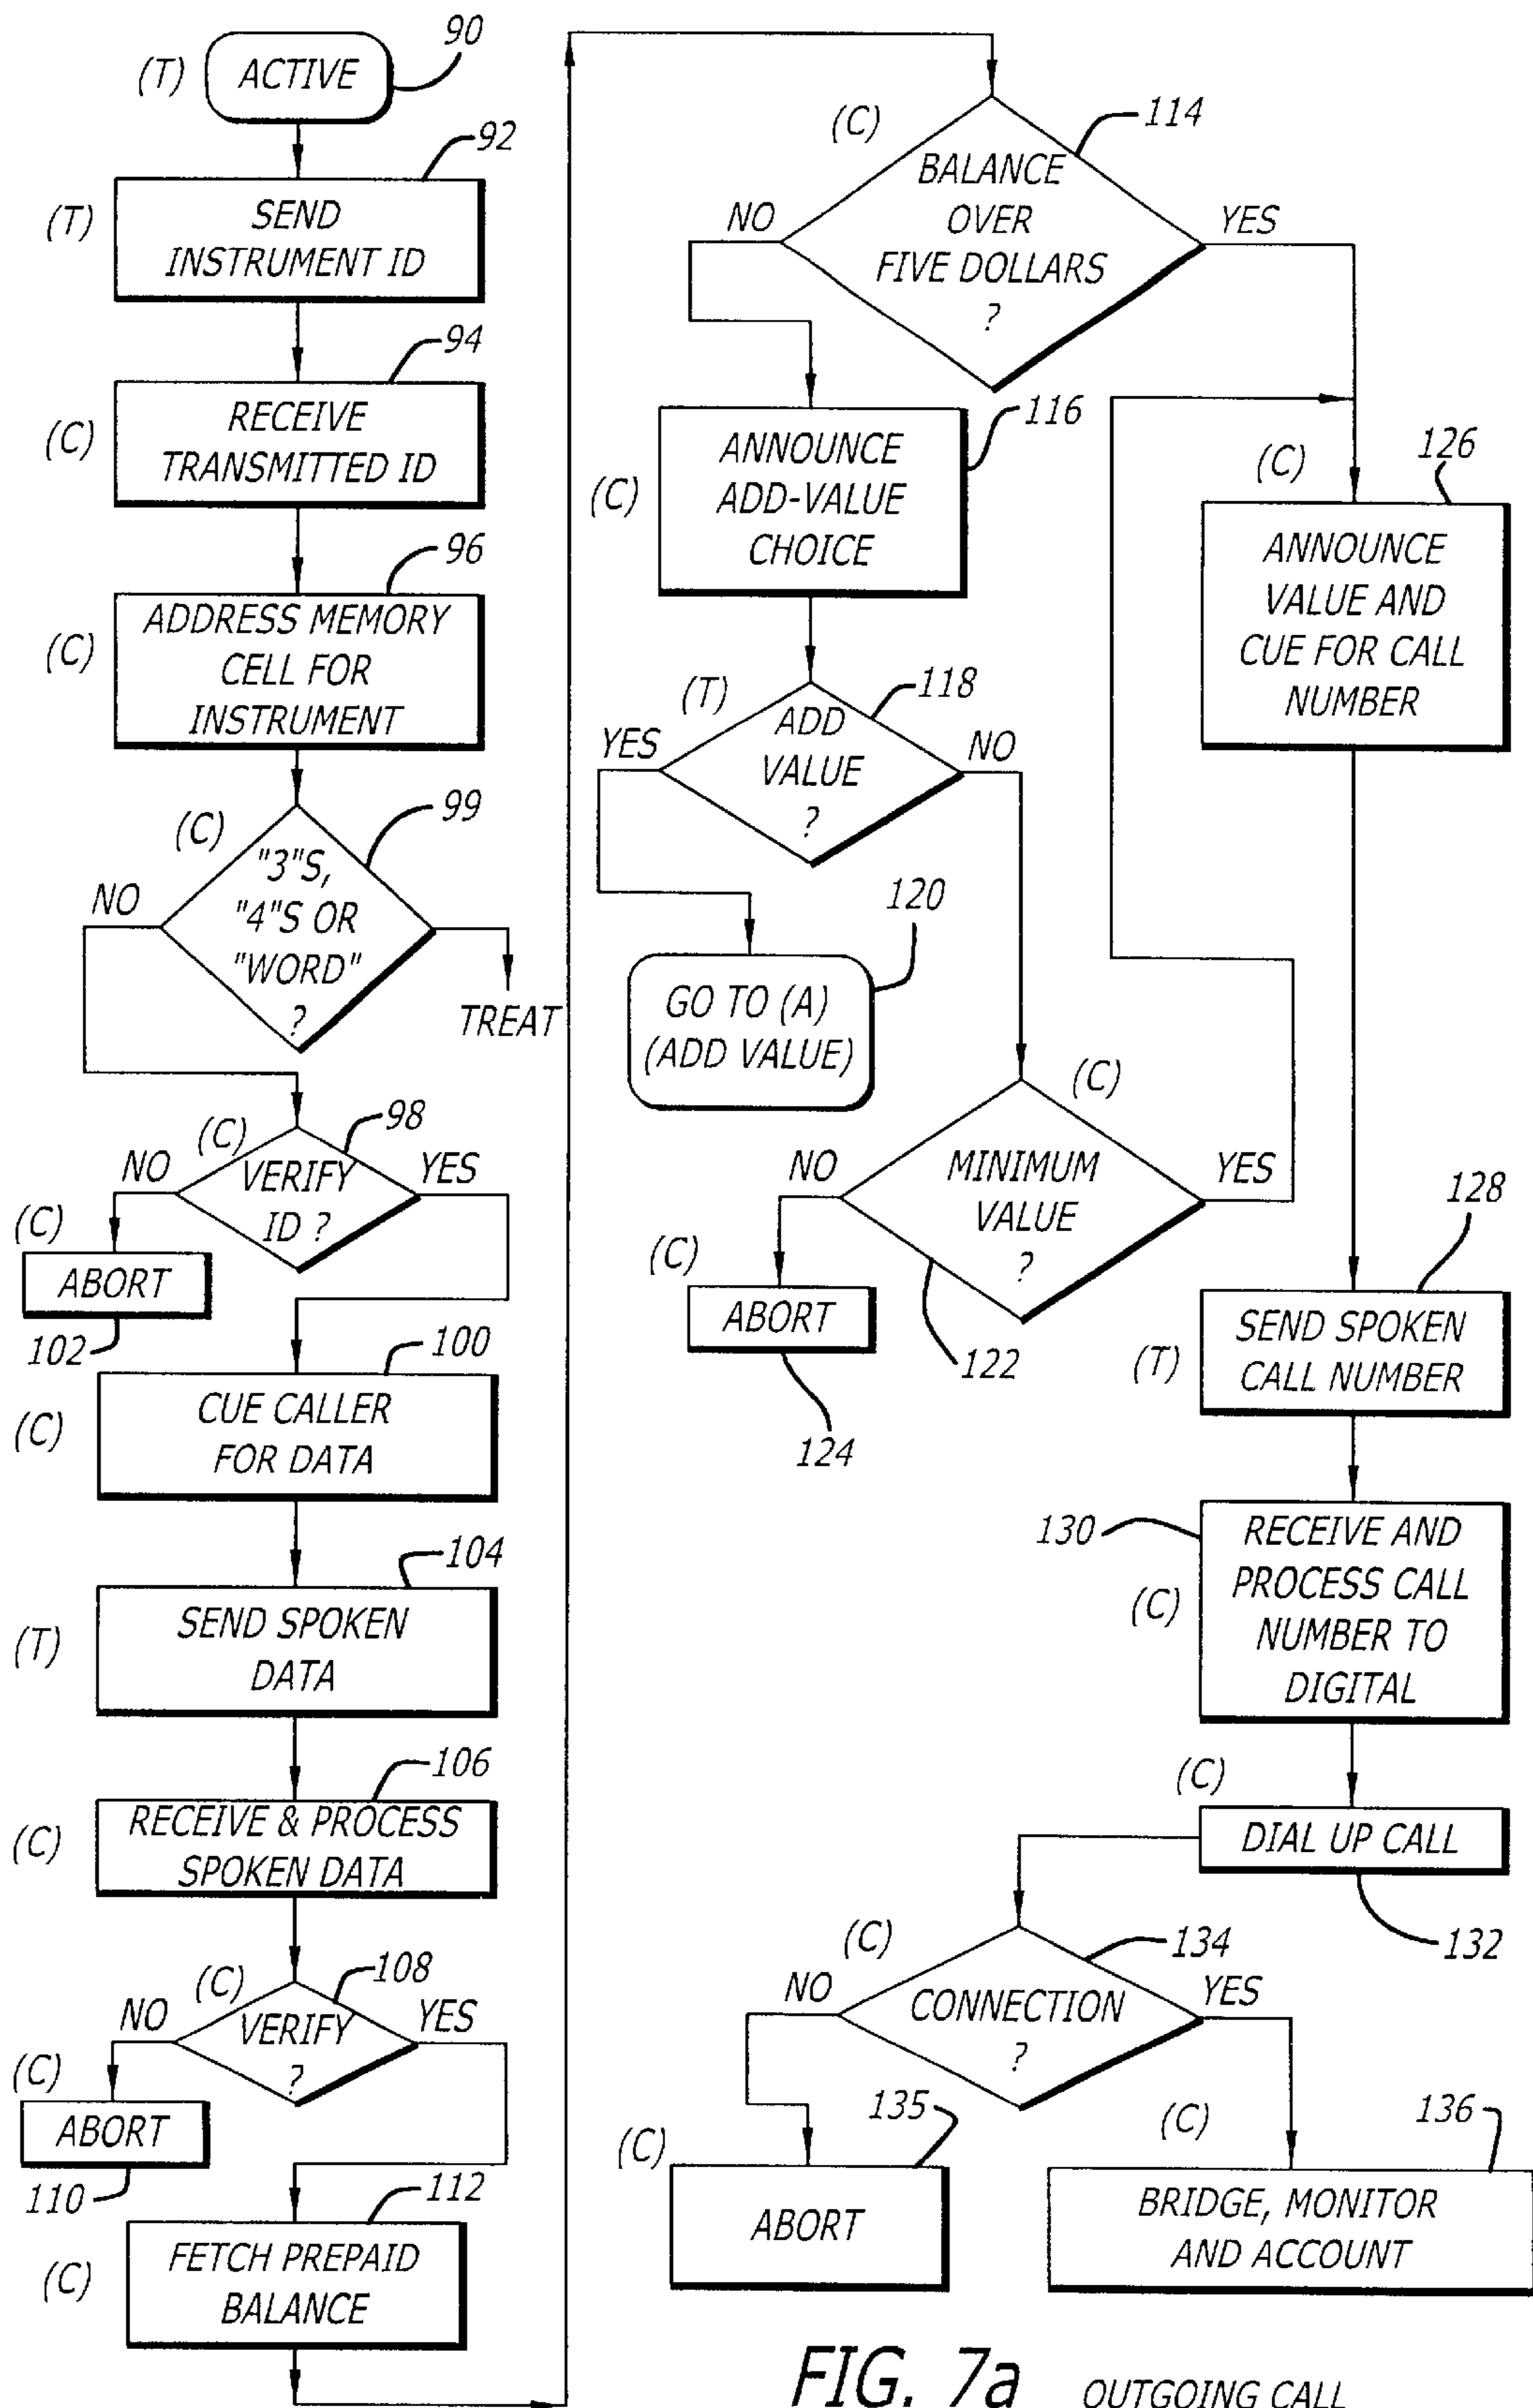 (T)
ACTIVE
90
92
(T)
SEND
INSTRUMENT ID
94
(C)
RECEIVE
TRANSMITTED ID
96
(C)
ADDRESS MEMORY
CELL FOR
INSTRUMENT
99
(C)
"3"S,
"4"S OR
"WORD"
?
NO
TREAT
98
(C)
VERIFY
ID ?
NO
YES
(C)
ABORT
102
100
(C)
CUE CALLER
FOR DATA
104
(T)
SEND SPOKEN
DATA
106
(C)
RECEIVE & PROCESS
SPOKEN DATA
108
(C)
VERIFY
?
NO
YES
(C)
ABORT
110
112
(C)
FETCH PREPAID
BALANCE
114
(C)
BALANCE
OVER
FIVE DOLLARS
?
NO
YES
116
(C)
ANNOUNCE
ADD-VALUE
CHOICE
118
(T)
ADD
VALUE
?
YES
NO
120
GO TO (A)
(ADD VALUE)
(C)
MINIMUM
VALUE
?
NO
YES
122
(C)
ABORT
124
126
(C)
ANNOUNCE
VALUE AND
CUE FOR CALL
NUMBER
128
(T)
SEND SPOKEN
CALL NUMBER
130
(C)
RECEIVE AND
PROCESS CALL
NUMBER TO
DIGITAL
(C)
DIAL UP CALL
132
(C)
134
CONNECTION
?
NO
YES
135
(C)
ABORT
(C)
136
BRIDGE, MONITOR
AND ACCOUNT
FIG. 7a OUTGOING CALL